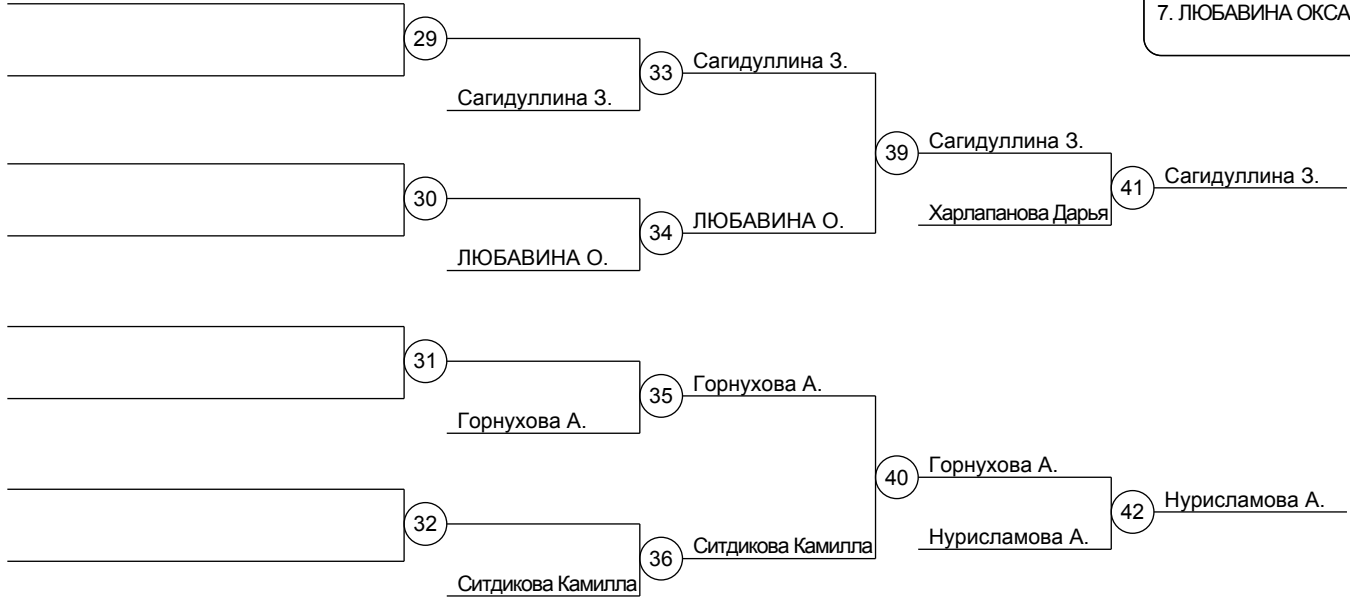 7. ЛЮБАВИНА ОКСА
29
33
Сагидуллина З.
Сагидуллина З.
39
Сагидуллина З.
41
Сагидуллина З.
30
34
ЛЮБАВИНА О.
Харлапанова Дарья
ЛЮБАВИНА О.
31
35
Горнухова А.
Горнухова А.
40
Горнухова А.
42
Нурисламова А.
32
36
Ситдикова Камилла
Нурисламова А.
Ситдикова Камилла